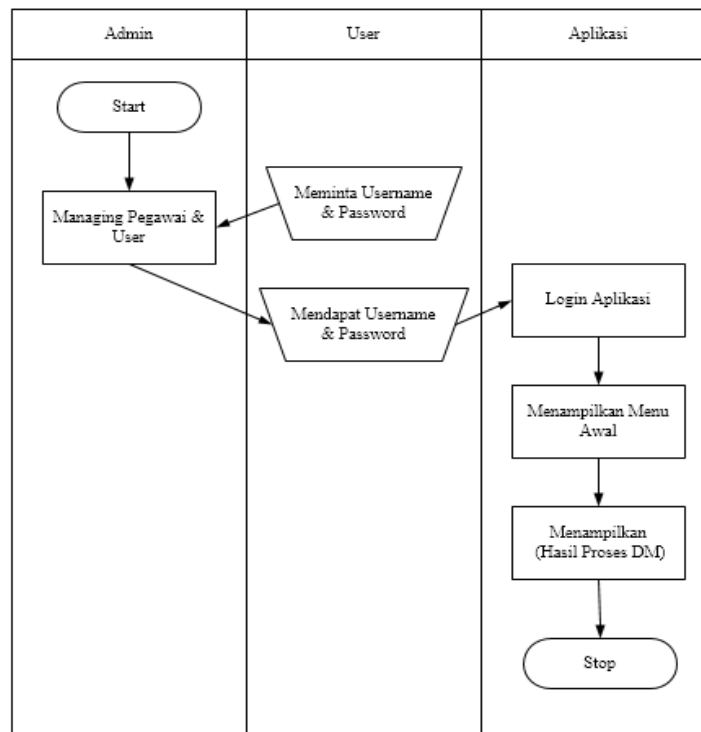 Admin
User
Aplikasi
Start
Meminta Username
& Password
Managing Pegawai &
User
Mendapat Username
& Password
Login Aplikasi
Menampilkan Menu
Awal
Menampilkan
(Hasil Proses DM)
Stop